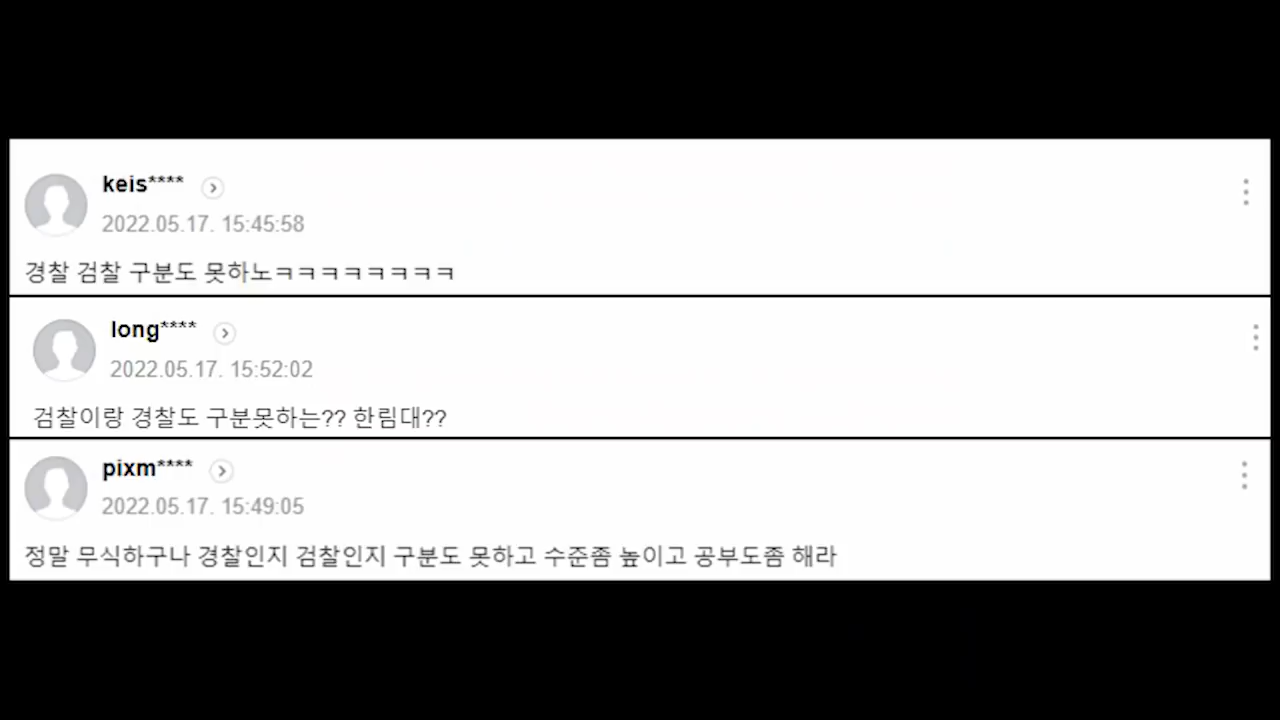 keis****
2022.05.17. 15:45:58
경찰 검찰 구분도 못하노ㅋㅋㅋㅋㅋㅋㅋㅋ
long****
2022.05.17. 15:52:02
검찰이랑 경찰도 구분못하는?? 한림대??
pixm****
2022.05.17. 15:49:05
정말 무식하구나 경찰인지 검찰인지 구분도 못하고 수준좀 높이고 공부도좀 해라